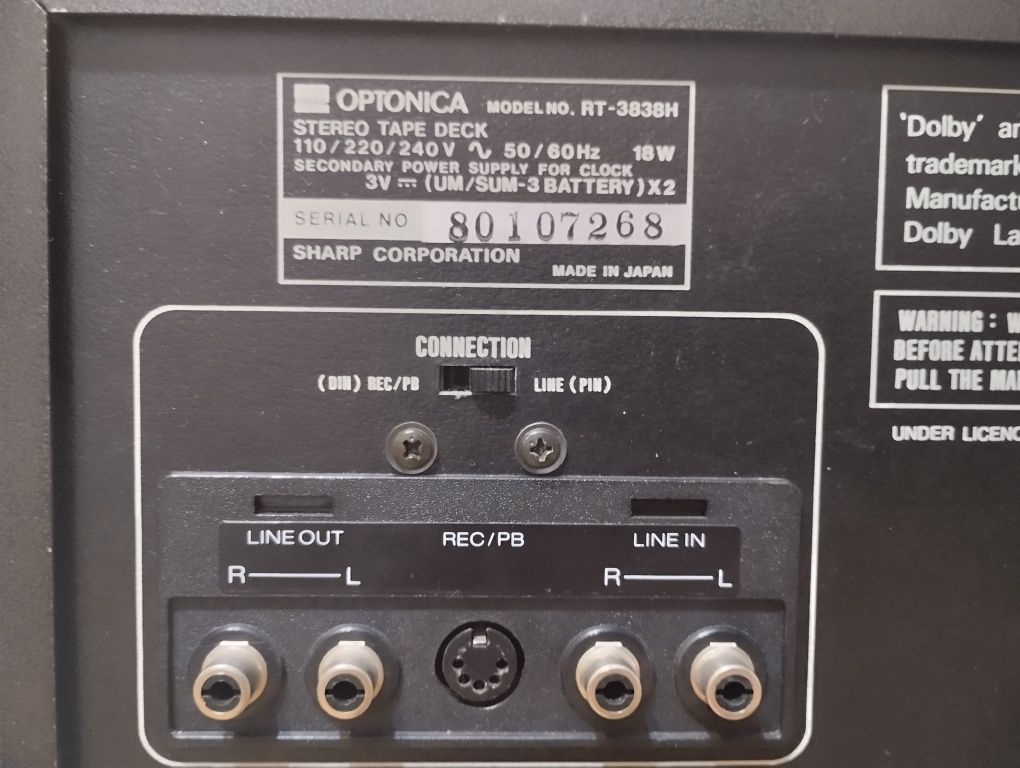 OPTONICA MODEL NO. RT-3838H
STEREO TAPE DECK
110/220/240V ∿ 50/60Hz 18W
SECONDARY POWER SUPPLY FOR CLOCK
3V ⎓ (UM/SUM-3 BATTERY)X2
SERIAL NO 80107268
SHARP CORPORATION
MADE IN JAPAN
'Dolby' an
trademark
Manufactu
Dolby La
WARNING: W
BEFORE ATTE
PULL THE MAI
UNDER LICENC
CONNECTION
(DIN) REC/PB LINE (PIN)
LINE OUT REC/PB LINE IN
R L R L